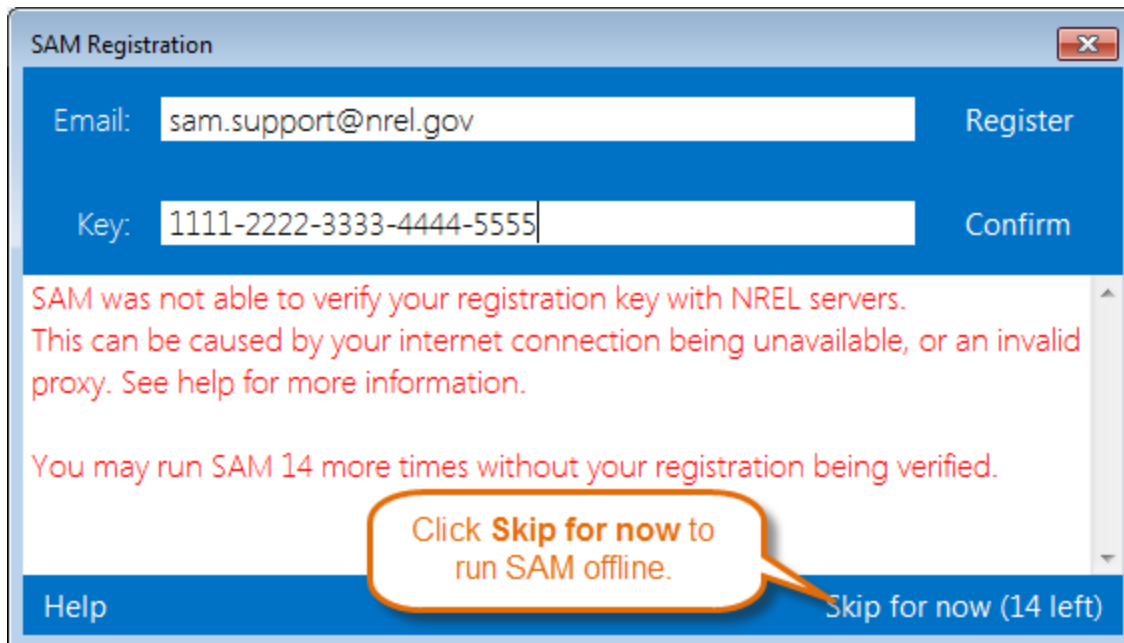 SAM Registration
Email: sam.support@nrel.gov Register
Key: 1111-2222-3333-4444-5555 Confirm
SAM was not able to verify your registration key with NREL servers.
This can be caused by your internet connection being unavailable, or an invalid
proxy. See help for more information.
You may run SAM 14 more times without your registration being verified.
Click Skip for now to
run SAM offline.
Help Skip for now (14 left)